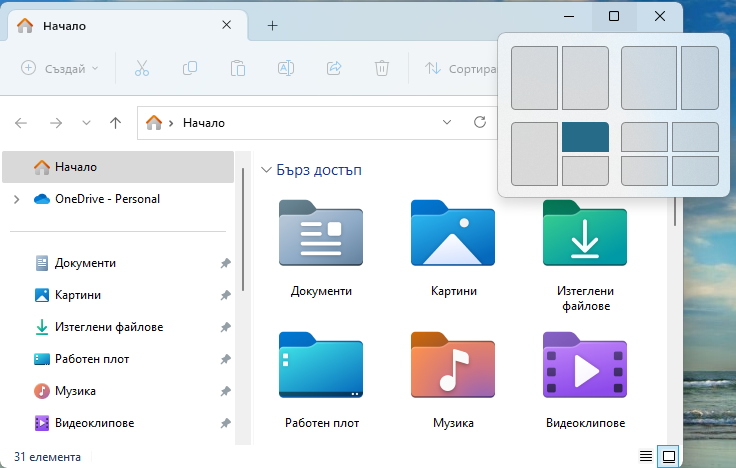 Начало
Създай
Сортира
Начало
Начало
OneDrive - Personal
Документи
Картини
Изтеглени файлове
Работен плот
Музика
Видеоклипове
Бърз достъп
Документи
Картини
Изтеглени
файлове
Работен плот
Музика
Видеоклипове
31 елемента